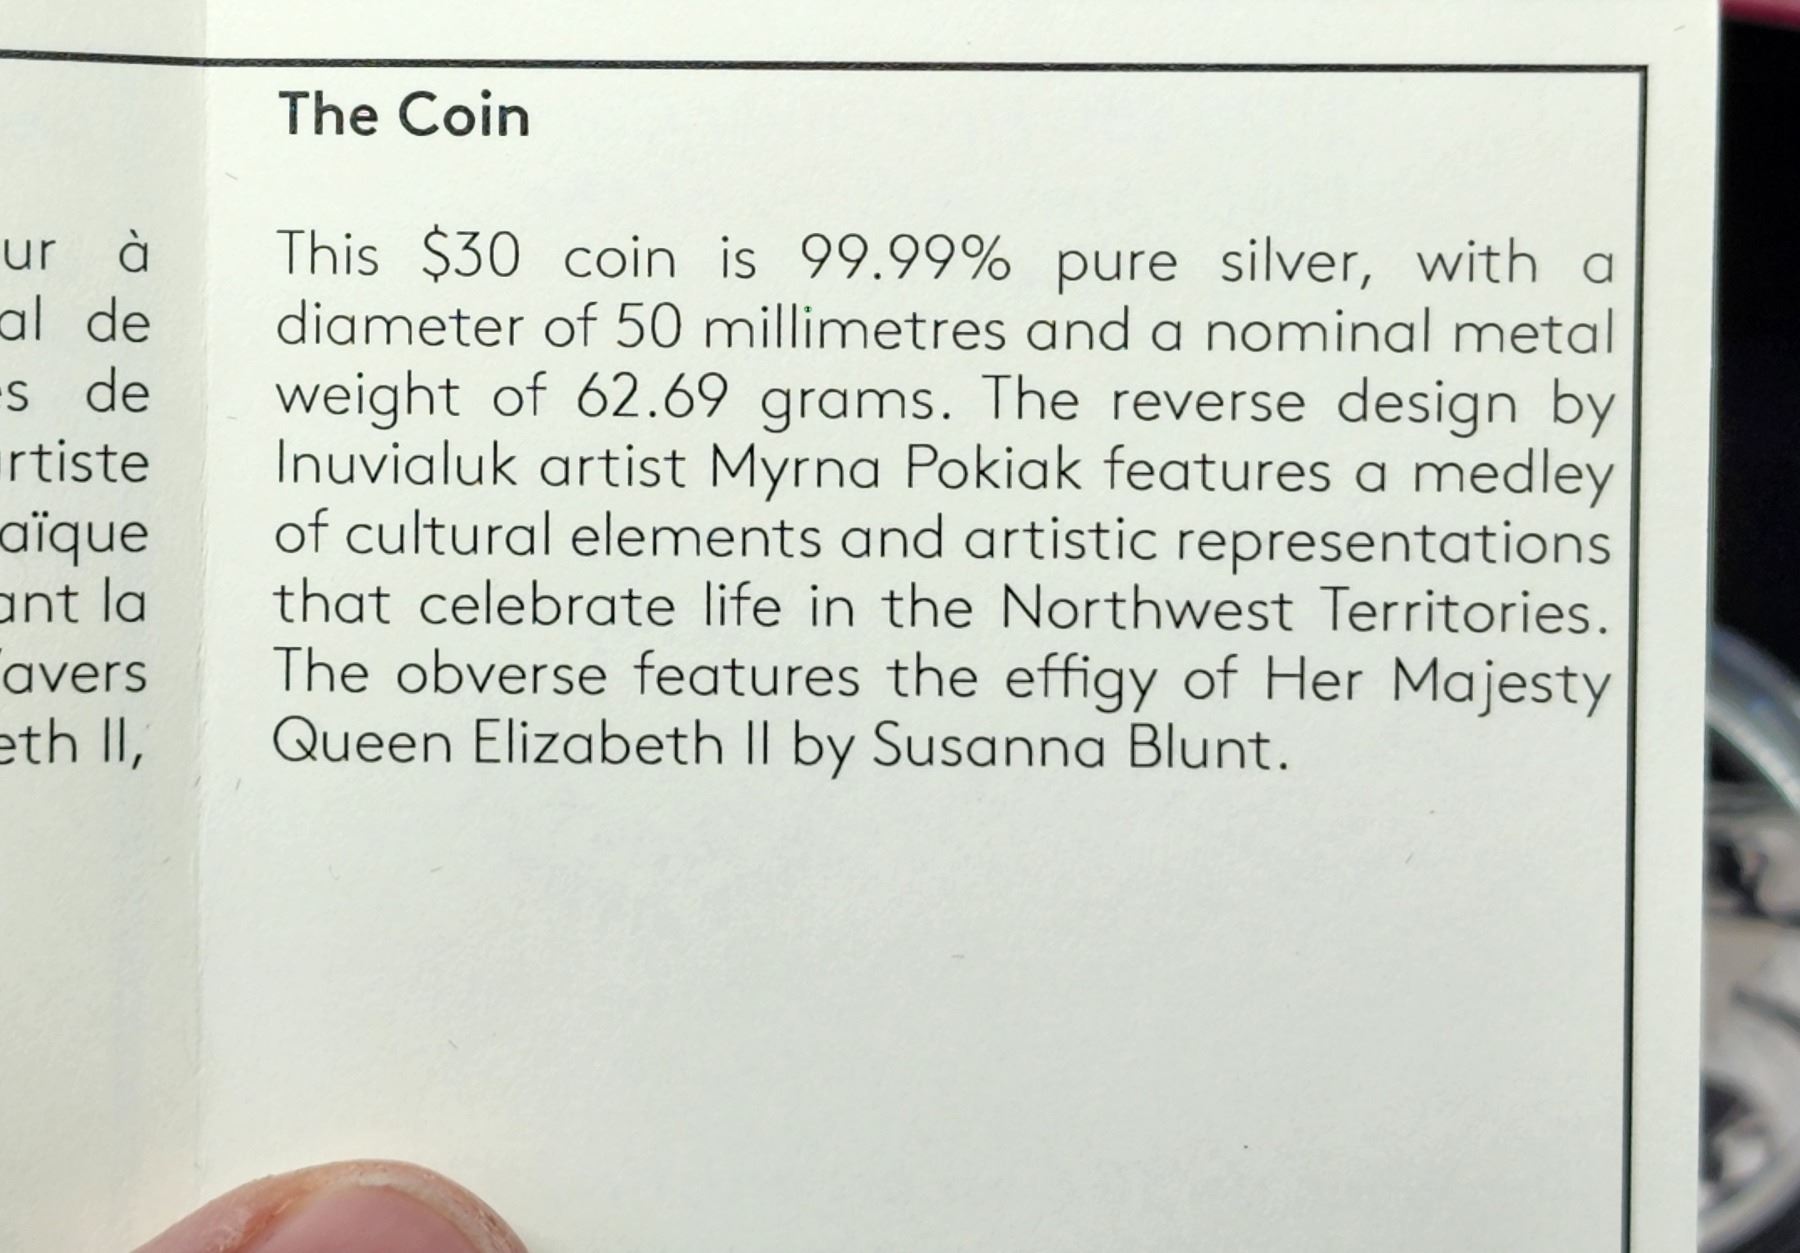 ur à
al de
s de
rtiste
aïque
ant la
avers
eth II,
The Coin
This $30 coin is 99.99% pure silver, with a
diameter of 50 millimetres and a nominal metal
weight of 62.69 grams. The reverse design by
Inuvialuk artist Myrna Pokiak features a medley
of cultural elements and artistic representations
that celebrate life in the Northwest Territories.
The obverse features the effigy of Her Majesty
Queen Elizabeth II by Susanna Blunt.